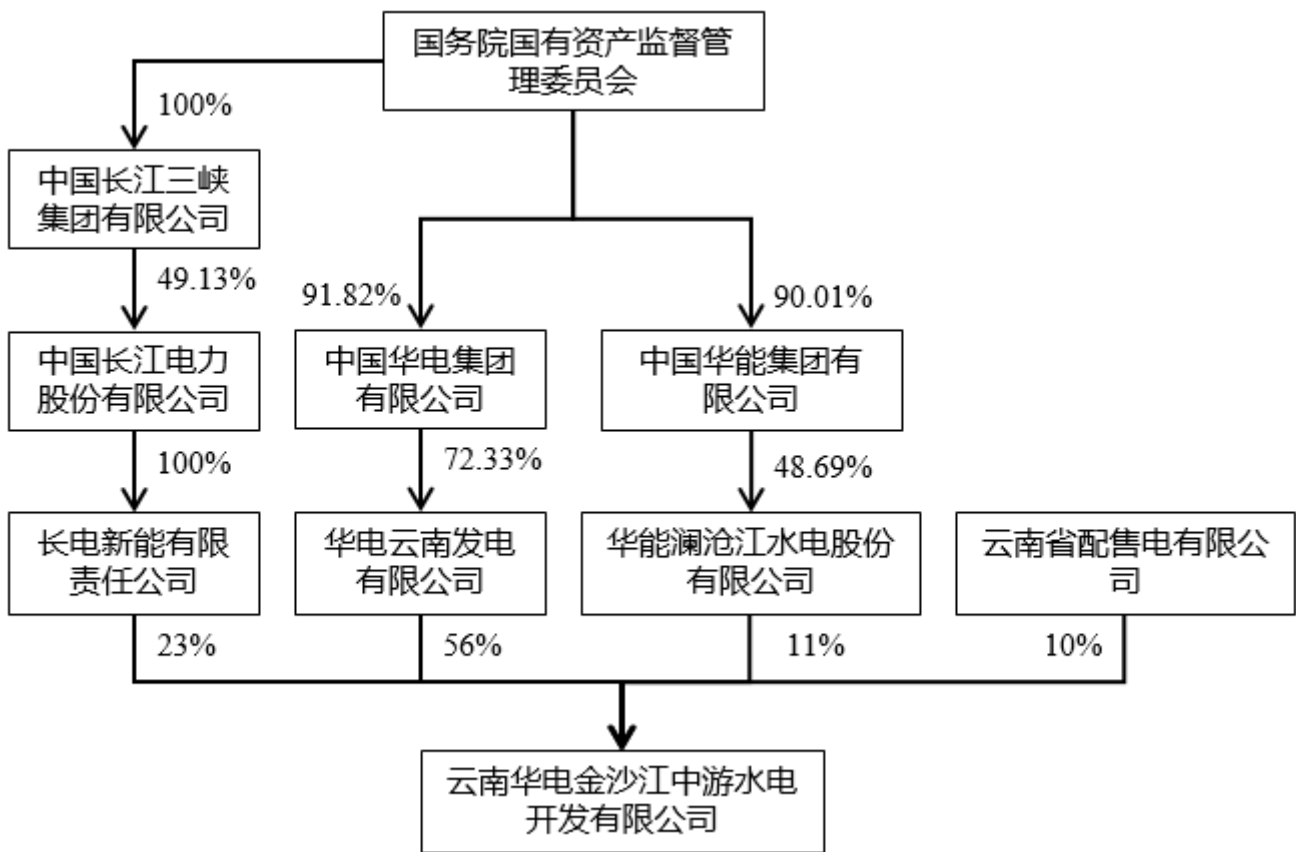 国务院国有资产监督管
理委员会
100%
中国长江三峡
集团有限公司
49.13%
91.82%
90.01%
中国长江电力
股份有限公司
中国华电集团
有限公司
中国华能集团有
限公司
100%
72.33%
48.69%
长电新能有限
责任公司
华电云南发电
有限公司
华能澜沧江水电股份
有限公司
云南省配售电有限公
司
23%
56%
11%
10%
云南华电金沙江中游水电
开发有限公司